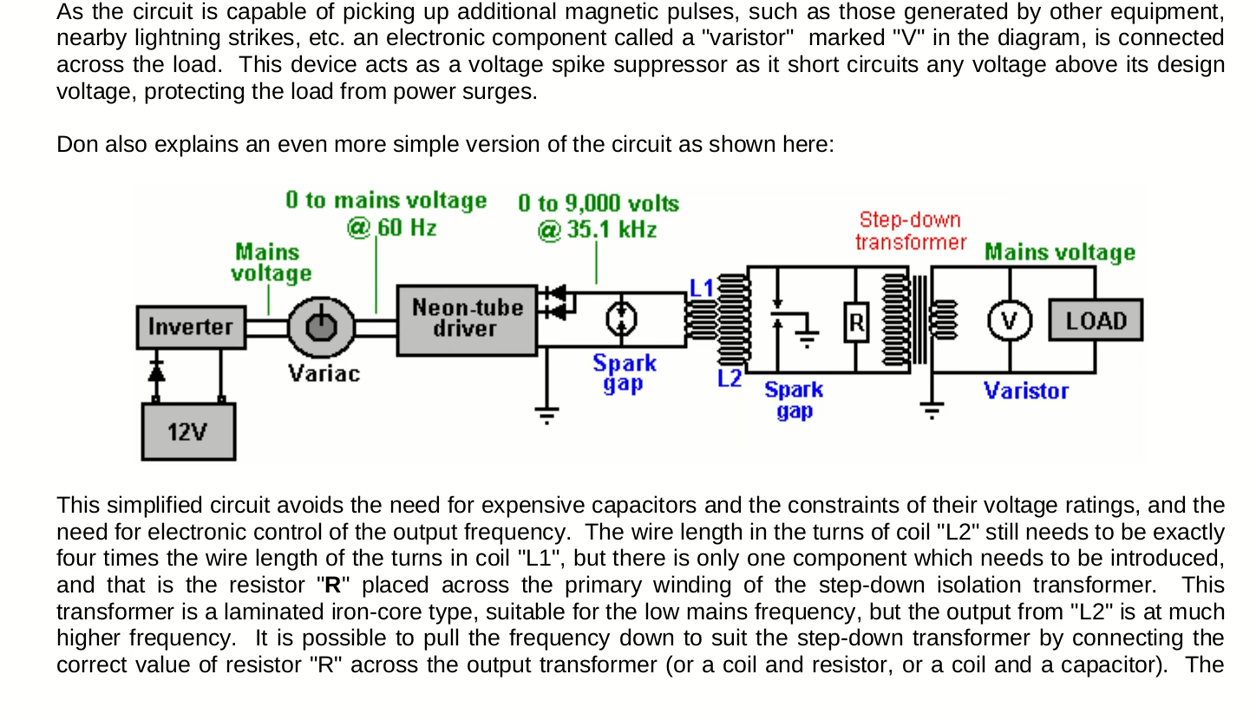 As the circuit is capable of picking up additional magnetic pulses, such as those generated by other equipment,
nearby lightning strikes, etc. an electronic component called a "varistor"  marked "V" in the diagram, is connected
across the load.  This device acts as a voltage spike suppressor as it short circuits any voltage above its design
voltage, protecting the load from power surges.
Don also explains an even more simple version of the circuit as shown here:
0 to mains voltage
@ 60 Hz
0 to 9,000 volts
@ 35.1 kHz
Mains
voltage
Step-down
transformer
Mains voltage
Inverter
Variac
Neon-tube
driver
Spark
gap
L1
L2
Spark
gap
R
V
Varistor
LOAD
12V
This simplified circuit avoids the need for expensive capacitors and the constraints of their voltage ratings, and the
need for electronic control of the output frequency.  The wire length in the turns of coil "L2" still needs to be exactly
four times the wire length of the turns in coil "L1", but there is only one component which needs to be introduced,
and that is the resistor "R" placed across the primary winding of the step-down isolation transformer.  This
transformer is a laminated iron-core type, suitable for the low mains frequency, but the output from "L2" is at much
higher frequency.  It is possible to pull the frequency down to suit the step-down transformer by connecting the
correct value of resistor "R" across the output transformer (or a coil and resistor, or a coil and a capacitor).  The